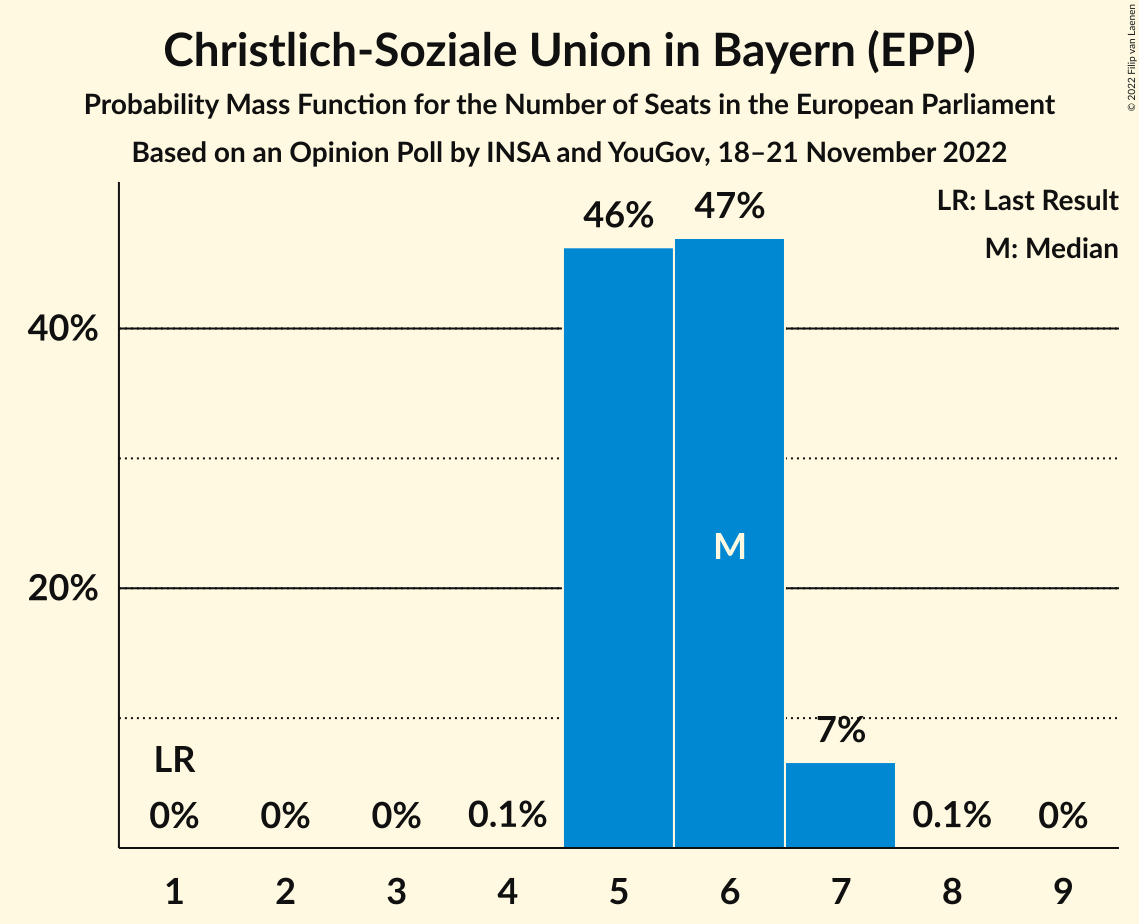 Christlich-Soziale Union in Bayern (EPP)
Probability Mass Function for the Number of Seats in the European Parliament
Based on an Opinion Poll by INSA and YouGov, 18–21 November 2022
© 2022 Filip van Laenen
LR: Last Result
M: Median
46%
47%
40%
M
20%
7%
LR
0%
0%
0%
0.1%
0.1%
0%
1 2 3 4 5 6 7 8 9